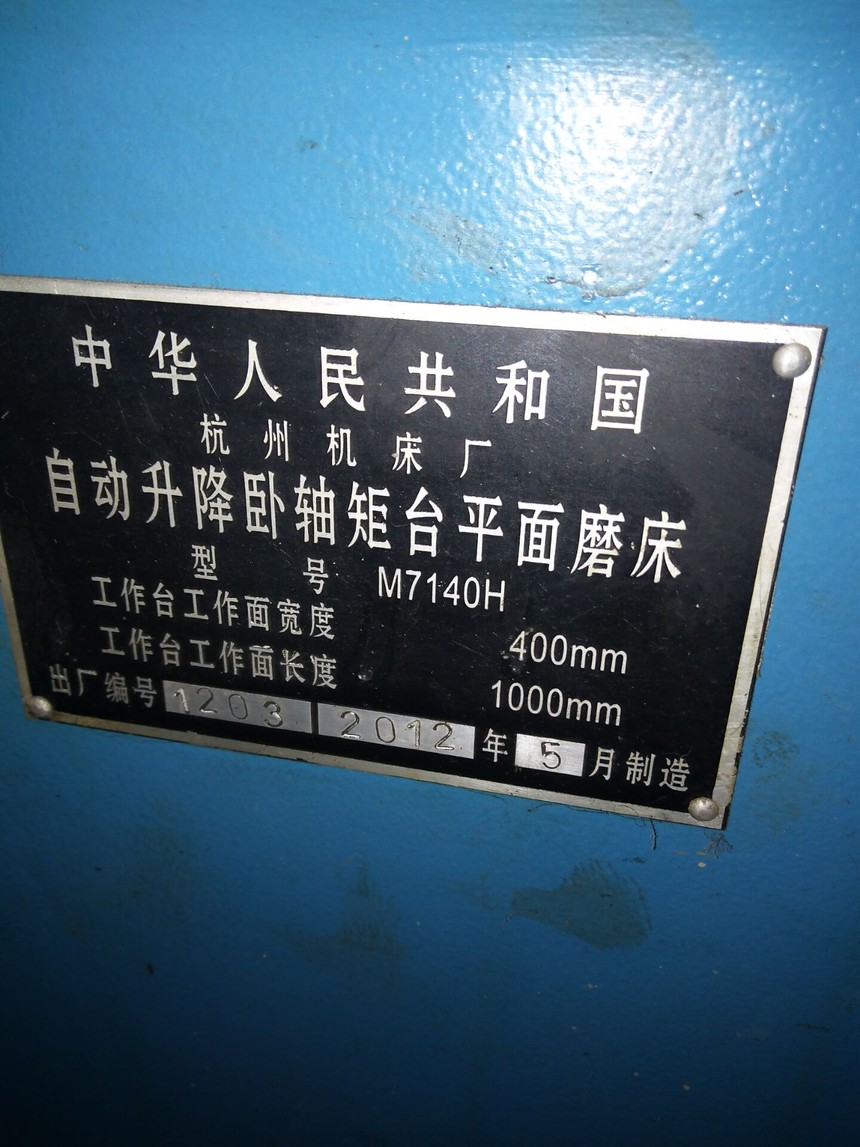 中华人民共和国
杭州机床厂
自动升降卧轴矩台平面磨床
型号 M7140H
工作台工作面宽度 400mm
工作台工作面长度 1000mm
出厂编号 1203 2012 年 5 月制造